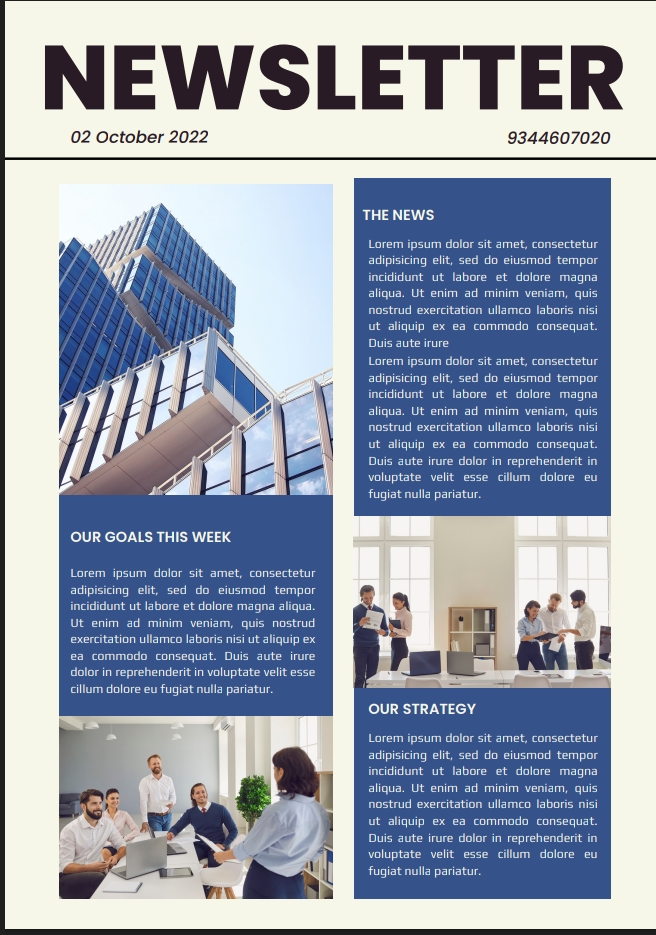 NEWSLETTER
02 October 2022
9344607020
OUR GOALS THIS WEEK
Lorem ipsum dolor sit amet, consectetur
adipisicing elit, sed do eiusmod tempor
incididunt ut labore et dolore magna aliqua.
Ut enim ad minim veniam, quis nostrud
exercitation ullamco laboris nisi ut aliquip ex
ea commodo consequat. Duis aute irure
dolor in reprehenderit in voluptate velit esse
cillum dolore eu fugiat nulla pariatur.
THE NEWS
Lorem ipsum dolor sit amet, consectetur
adipisicing elit, sed do eiusmod tempor
incididunt ut labore et dolore magna
aliqua. Ut enim ad minim veniam, quis
nostrud exercitation ullamco laboris nisi
ut aliquip ex ea commodo consequat.
Duis aute irure
Lorem ipsum dolor sit amet, consectetur
adipisicing elit, sed do eiusmod tempor
incididunt ut labore et dolore magna
aliqua. Ut enim ad minim veniam, quis
nostrud exercitation ullamco laboris nisi
ut aliquip ex ea commodo consequat.
Duis aute irure dolor in reprehenderit in
voluptate velit esse cillum dolore eu
fugiat nulla pariatur.
OUR STRATEGY
Lorem ipsum dolor sit amet, consectetur
adipisicing elit, sed do eiusmod tempor
incididunt ut labore et dolore magna
aliqua. Ut enim ad minim veniam, quis
nostrud exercitation ullamco laboris nisi
ut aliquip ex ea commodo consequat.
Duis aute irure dolor in reprehenderit in
voluptate velit esse cillum dolore eu
fugiat nulla pariatur.